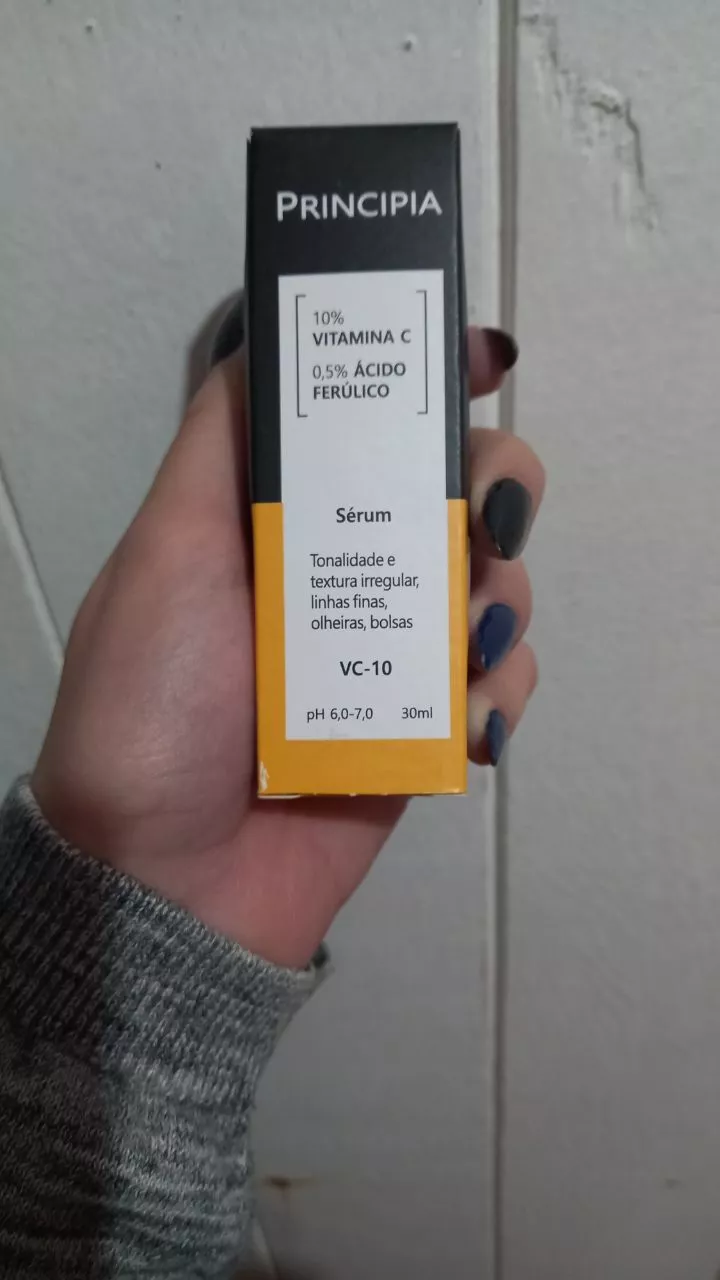 PRINCIPIA
10%
VITAMINA C
0,5% ÁCIDO
FERÚLICO
Sérum
Tonalidade e
textura irregular,
linhas finas,
olheiras, bolsas
VC-10
pH 6,0-7,0 30ml